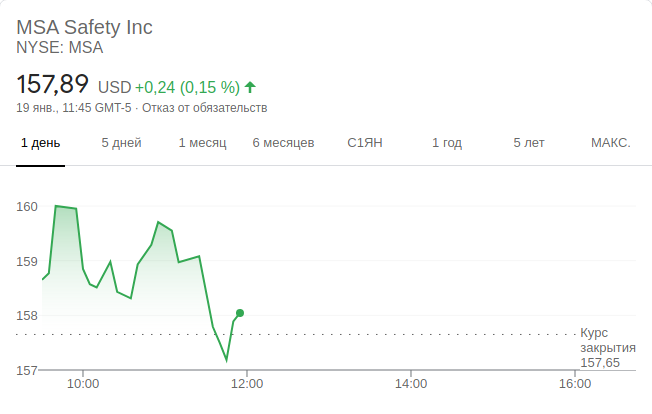 MSA Safety Inc
NYSE: MSA
157,89 USD +0,24 (0,15 %)
19 янв., 11:45 GMT-5 · Отказ от обязательств
1 день 5 дней 1 месяц 6 месяцев С1ЯН 1 год 5 лет МАКС.
160
159
158
157
Курс
закрытия
157,65
10:00 12:00 14:00 16:00